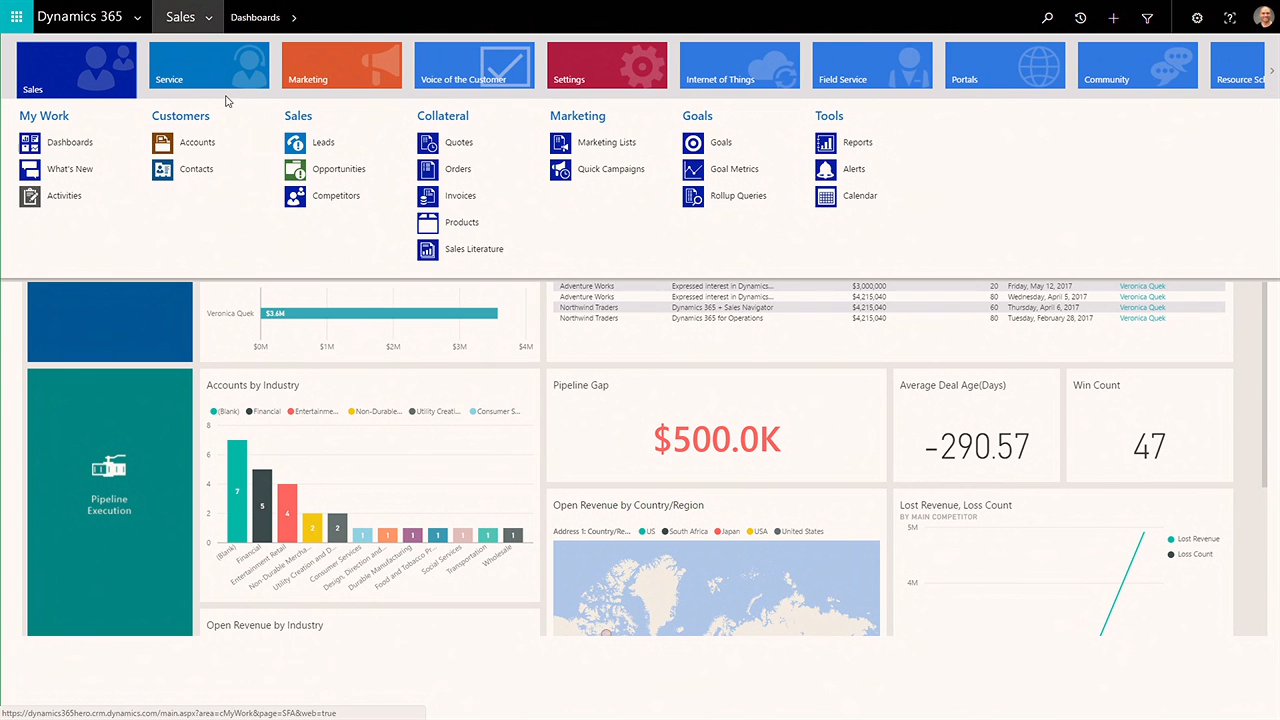 Dynamics 365 Sales Dashboards
Sales
Service
Marketing
Voice of the Customer
Settings
Internet of Things
Field Service
Portals
Community
Resource Sc
My Work
Dashboards
What's New
Activities
Customers
Accounts
Contacts
Sales
Leads
Opportunities
Competitors
Collateral
Quotes
Orders
Invoices
Products
Sales Literature
Marketing
Marketing Lists
Quick Campaigns
Goals
Goals
Goal Metrics
Rollup Queries
Tools
Reports
Alerts
Calendar
Veronica Quek $3.6M
$0M $1M $2M $3M $4M
Adventure Works Expressed interest in Dynamics... $3,000,000 20 Friday, May 12, 2017 Veronica Quek
Adventure Works Expressed interest in Dynamics... $4,215,040 80 Wednesday, April 5, 2017 Veronica Quek
Northwind Traders Dynamics 365 + Sales Navigator $4,215,040 60 Thursday, April 6, 2017 Veronica Quek
Northwind Traders Dynamics 365 for Operations $4,215,040 80 Tuesday, February 28, 2017 Veronica Quek
Pipeline
Execution
Accounts by Industry
(Blank) Financial Entertainme... Non-Durable... Utility Creati... Consumer S...
8
6
4
2
0
7 5 4 2 2 1 1 1 1 1 1 1
(Blank)
Financial
Entertainment Retail
Non Durable Mercha...
Utility Creation and D...
Consumer Services
Design, Direction and...
Durable Manufacturing
Food and Tobacco Pr...
Social Services
Transportation
Wholesale
Open Revenue by Industry
Pipeline Gap
$500.0K
Average Deal Age(Days)
-290.57
Win Count
47
Open Revenue by Country/Region
Address 1: Country/Re... US South Africa Japan USA United States
Lost Revenue, Loss Count
BY MAIN COMPETITOR
5M
4M
Lost Revenue
Loss Count
https://dynamics365hero.crm.dynamics.com/main.aspx?area=cMyWork&page=SFA&web=true